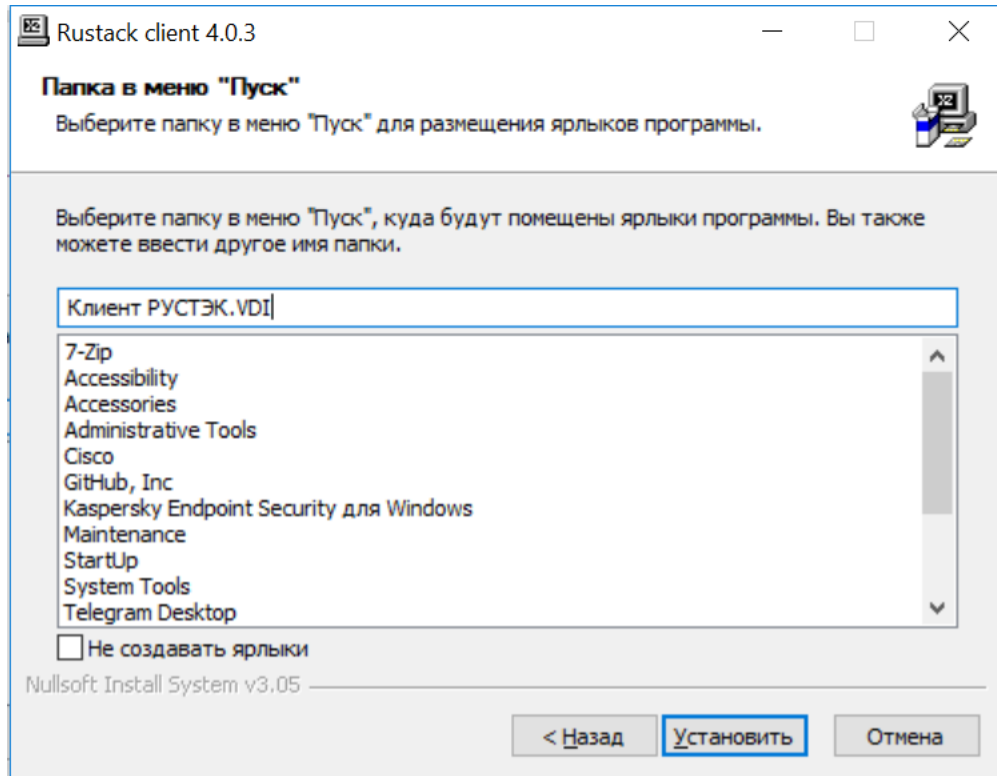 Rustack client 4.0.3
Папка в меню "Пуск"
Выберите папку в меню "Пуск" для размещения ярлыков программы.
Выберите папку в меню "Пуск", куда будут помещены ярлыки программы. Вы также
можете ввести другое имя папки.
Клиент РУСТЭК.VDI
7-Zip
Accessibility
Accessories
Administrative Tools
Cisco
GitHub, Inc
Kaspersky Endpoint Security для Windows
Maintenance
StartUp
System Tools
Telegram Desktop
Не создавать ярлыки
Nullsoft Install System v3.05
< Назад Установить Отмена